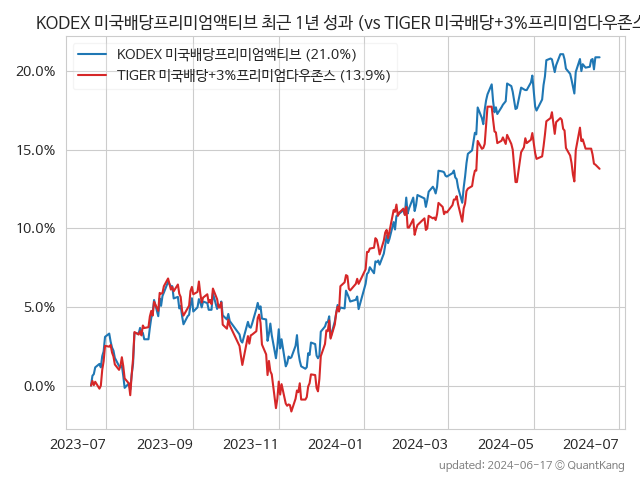 KODEX 미국배당프리미엄액티브 최근 1년 성과 (vs TIGER 미국배당+3%프리미엄다우존스
KODEX 미국배당프리미엄액티브 (21.0%)
TIGER 미국배당+3%프리미엄다우존스 (13.9%)
20.0%
15.0%
10.0%
5.0%
0.0%
2023-07 2023-09 2023-11 2024-01 2024-03 2024-05 2024-07
updated: 2024-06-17 © QuantKang